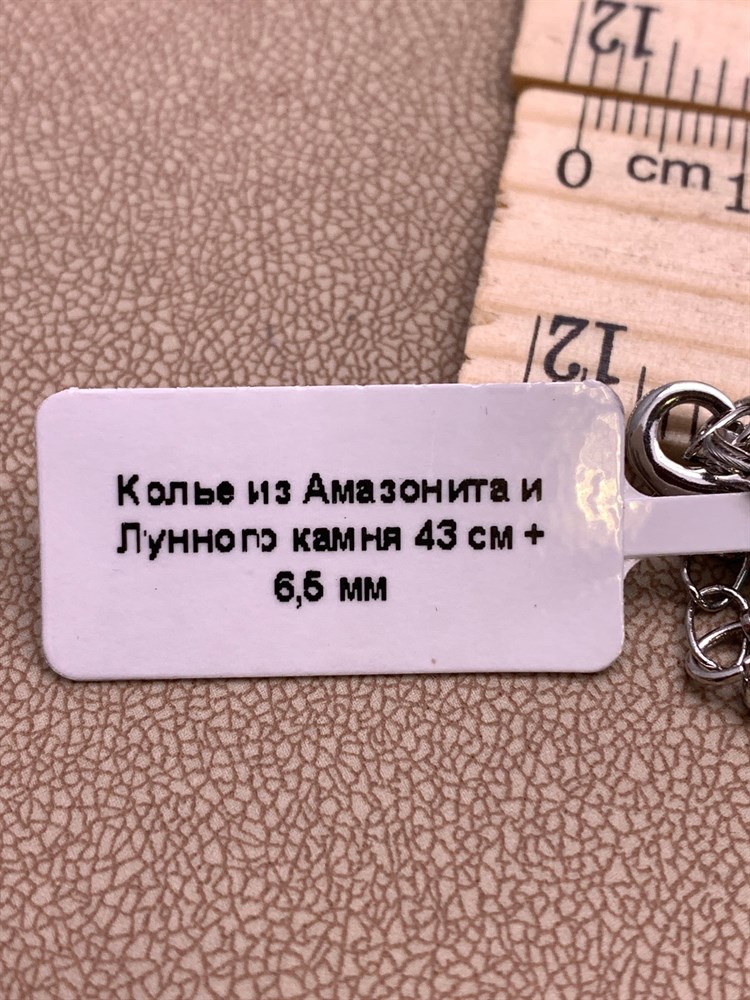 12
0 cm 1
12
Колье из Амазонита и
Лунного камня 43 см +
6,5 мм